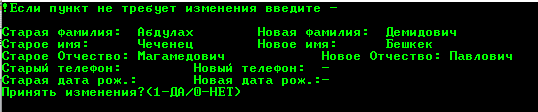 !Если пункт не требует изменения введите -
Старая фамилия: Абдулах Новая фамилия: Демидович
Старое имя: Чеченец Новое имя: Бешкек
Старое Отчество: Магамедович Новое Отчество: Павлович
Старый телефон: Новый телефон: -
Старая дата рож.: Новая дата рож.:-
Принять изменения?(1-ДА/0-НЕТ)